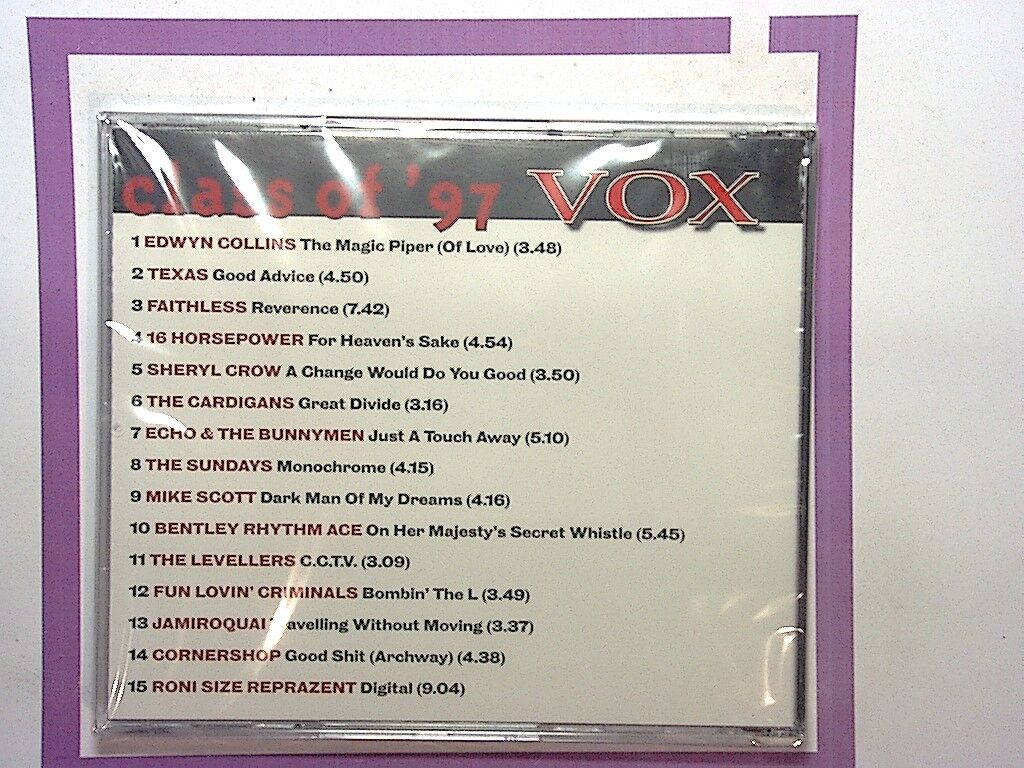 class of '97 VOX
1 EDWYN COLLINS The Magic Piper (Of Love) (3.48)
2 TEXAS Good Advice (4.50)
3 FAITHLESS Reverence (7.42)
4 16 HORSEPOWER For Heaven's Sake (4.54)
5 SHERYL CROW A Change Would Do You Good (3.50)
6 THE CARDIGANS Great Divide (3.16)
7 ECHO & THE BUNNYMEN Just A Touch Away (5.10)
8 THE SUNDAYS Monochrome (4.15)
9 MIKE SCOTT Dark Man Of My Dreams (4.16)
10 BENTLEY RHYTHM ACE On Her Majesty's Secret Whistle (5.45)
11 THE LEVELLERS C.C.T.V. (3.09)
12 FUN LOVIN' CRIMINALS Bombin' The L (3.49)
13 JAMIROQUAI Travelling Without Moving (3.37)
14 CORNERSHOP Good Shit (Archway) (4.38)
15 RONI SIZE REPRAZENT Digital (9.04)